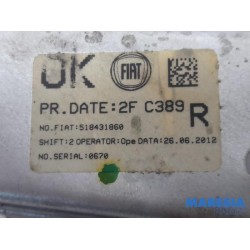 OK FIAT
PR.DATE:2F C389 R
NO.FIAT:518431860
SHIFT:2 OPERATOR:Ope DATA:26.06.2012
NO.SERIAL:0670